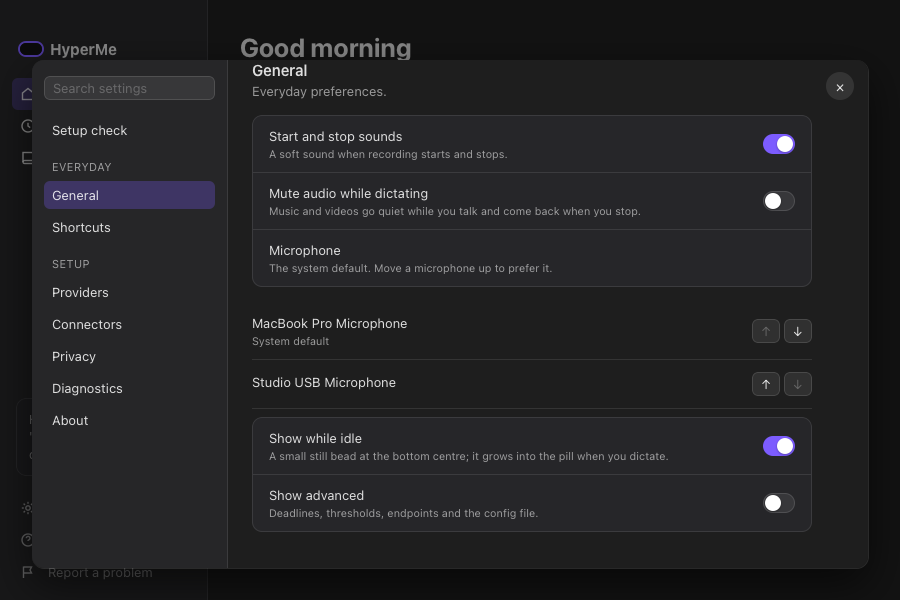 HyperMe
Good morning
Search settings
Setup check
EVERYDAY
General
Shortcuts
SETUP
Providers
Connectors
Privacy
Diagnostics
About
General
Everyday preferences.
Start and stop sounds
A soft sound when recording starts and stops.
Mute audio while dictating
Music and videos go quiet while you talk and come back when you stop.
Microphone
The system default. Move a microphone up to prefer it.
MacBook Pro Microphone
System default
Studio USB Microphone
Show while idle
A small still bead at the bottom centre; it grows into the pill when you dictate.
Show advanced
Deadlines, thresholds, endpoints and the config file.
Report a problem